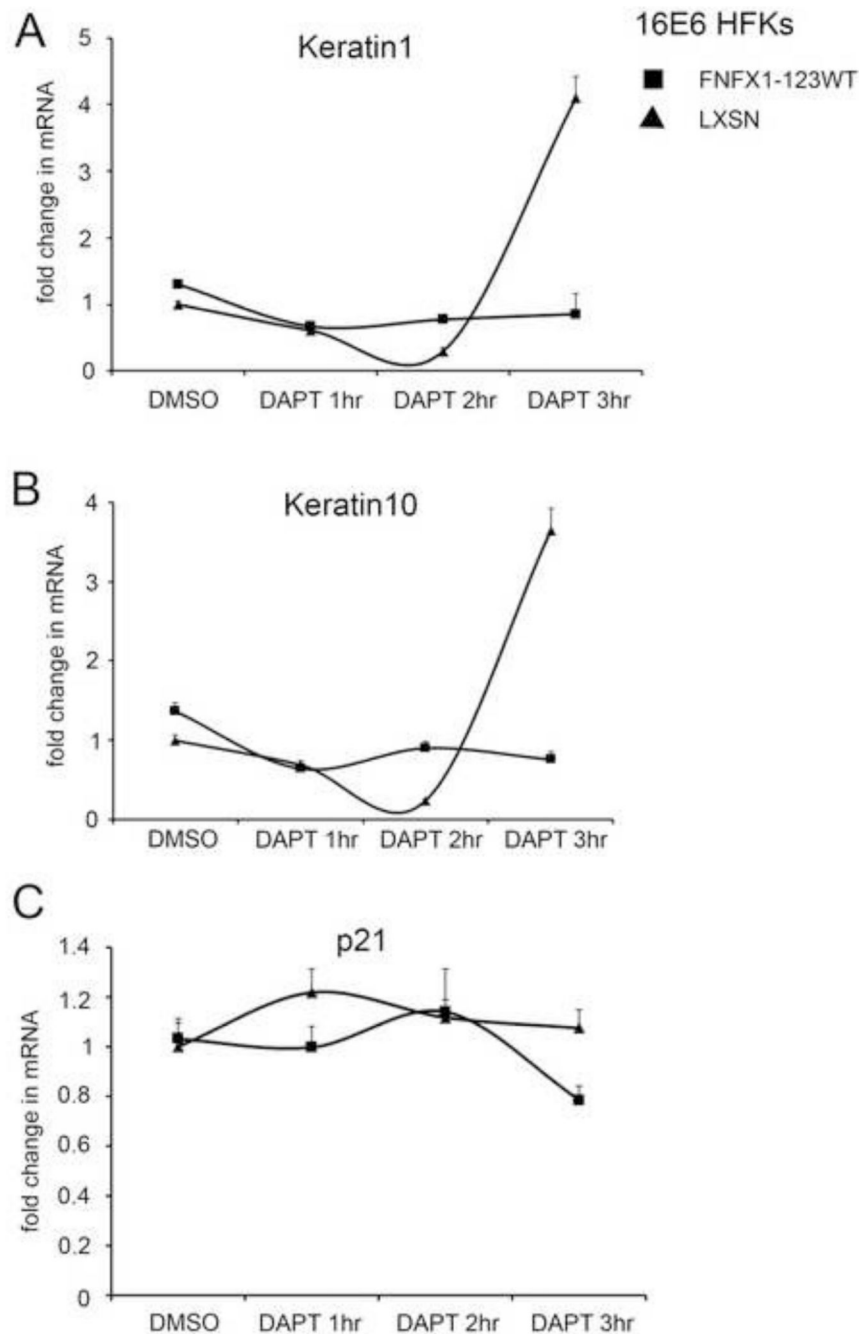 A
Keratin1
16E6 HFKs
FNFX1-123WT
LXSN
fold change in mRNA
5
4
3
2
1
0
DMSO DAPT 1hr DAPT 2hr DAPT 3hr
B
Keratin10
fold change in mRNA
4
3
2
1
0
DMSO DAPT 1hr DAPT 2hr DAPT 3hr
C
p21
fold change in mRNA
1.4
1.2
1
0.8
0.6
0.4
0.2
0
DMSO DAPT 1hr DAPT 2hr DAPT 3hr